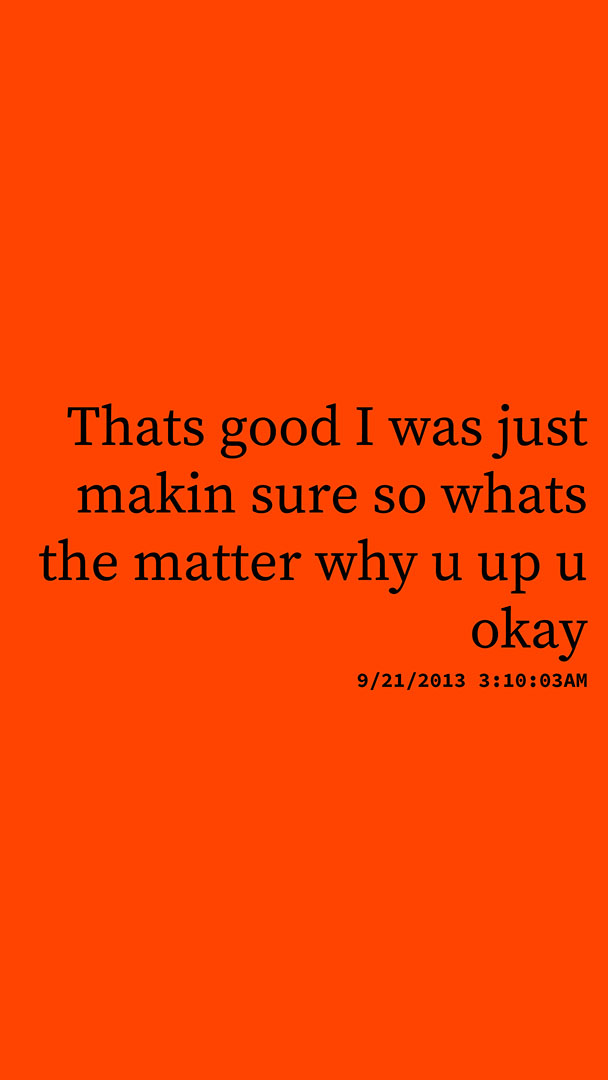 Thats good I was just
makin sure so whats
the matter why u up u
okay
9/21/2013 3:10:03AM